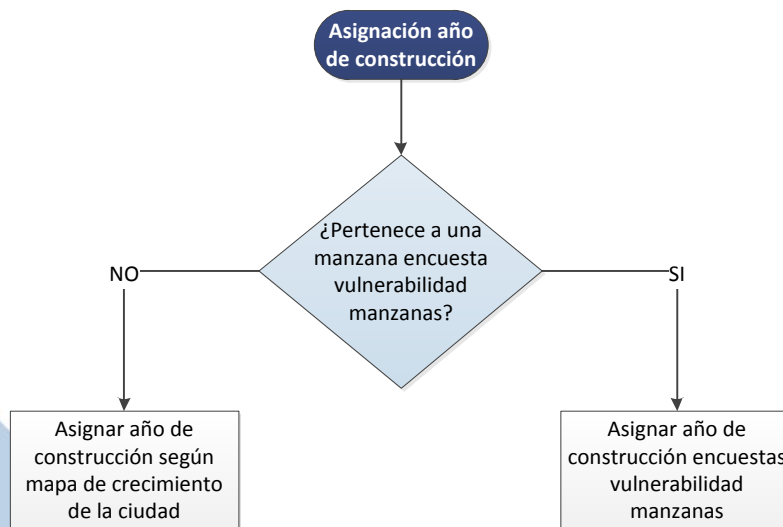 Asignación año
de construcción
¿Pertenece a una
manzana encuesta
vulnerabilidad
manzanas?
NO
SI
Asignar año de
construcción según
mapa de crecimiento
de la ciudad
Asignar año de
construcción encuestas
vulnerabilidad
manzanas